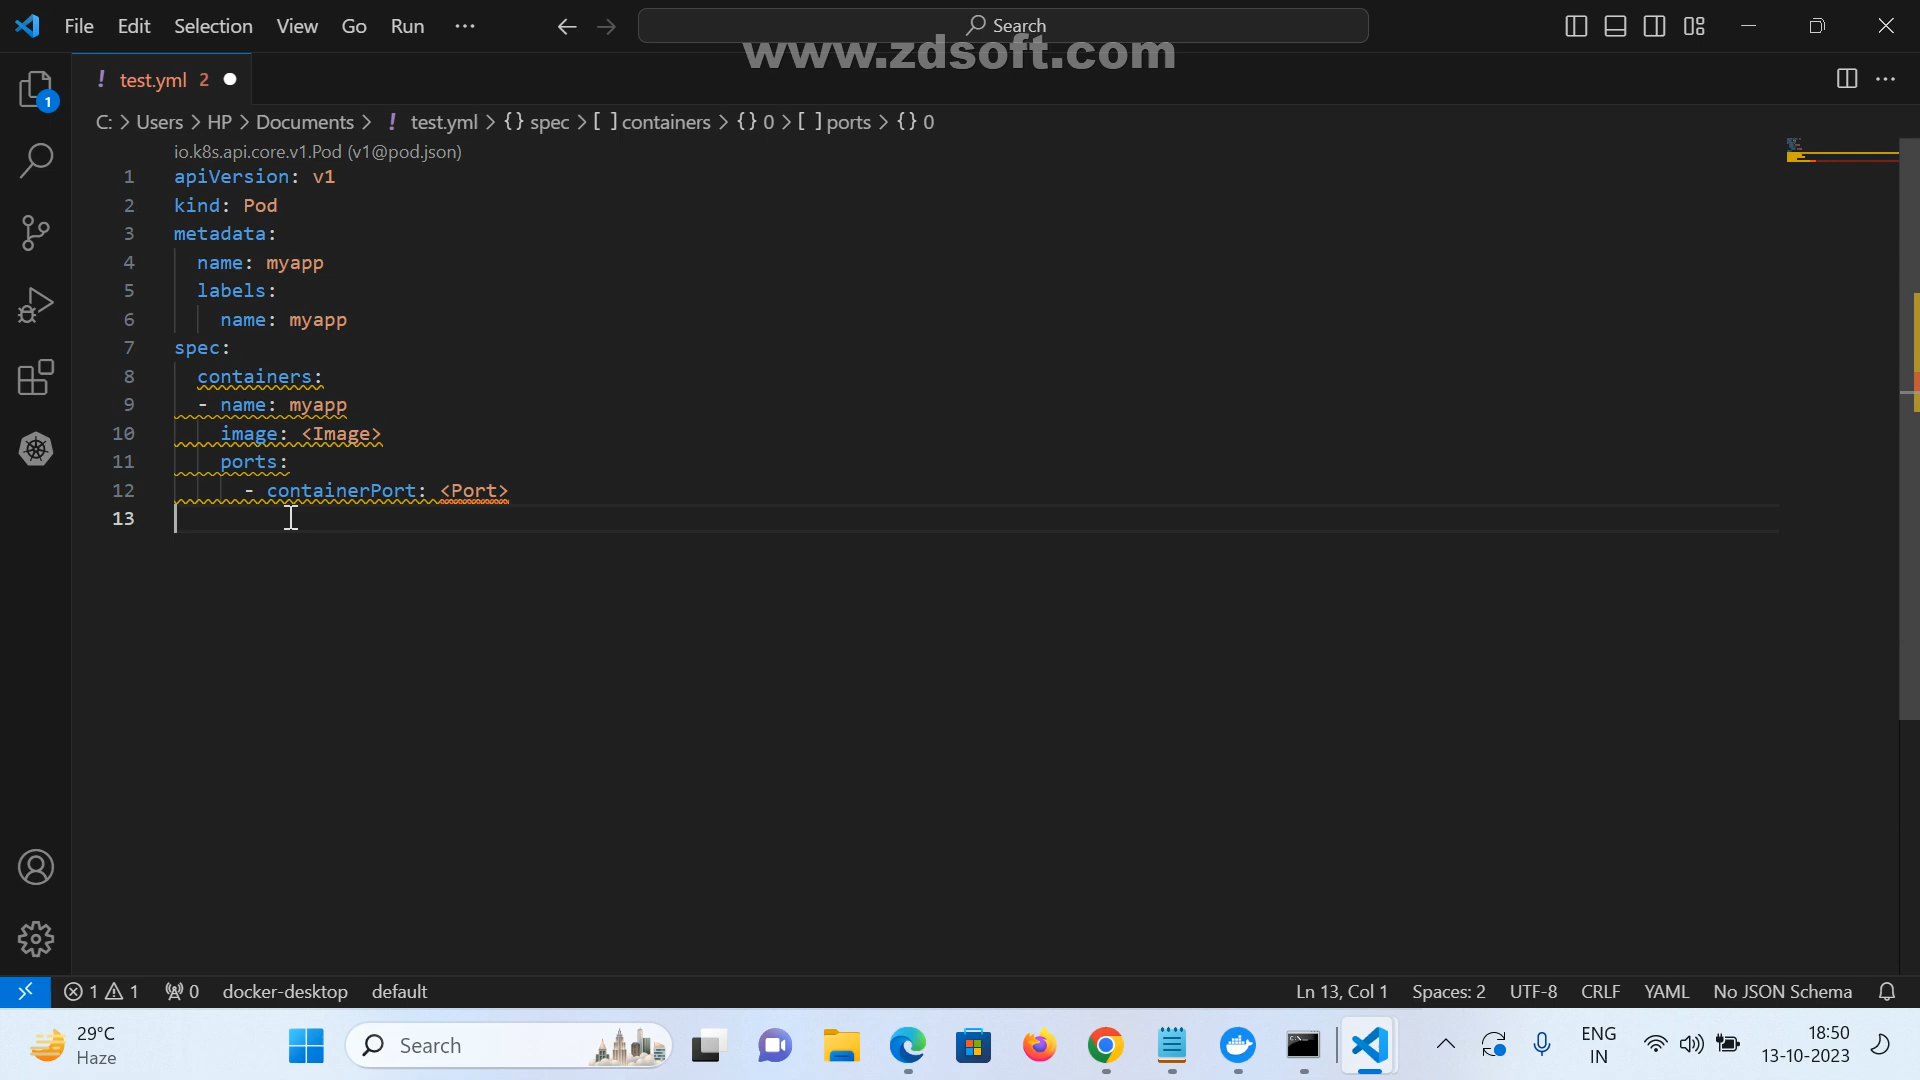 File Edit Selection View Go Run ··· Search
www.zdsoft.com
! test.yml 2
1
C: > Users > HP > Documents > ! test.yml > {} spec > [ ] containers > {} 0 > [ ] ports > {} 0
io.k8s.api.core.v1.Pod (v1@pod.json)
1 apiVersion: v1
2 kind: Pod
3 metadata:
4 name: myapp
5 labels:
6 name: myapp
7 spec:
8 containers:
9 - name: myapp
10 image: <Image>
11 ports:
12 - containerPort: <Port>
13
1 1 0 docker-desktop default Ln 13, Col 1 Spaces: 2 UTF-8 CRLF YAML No JSON Schema
29°C
Haze
Search
ENG
IN
18:50
13-10-2023